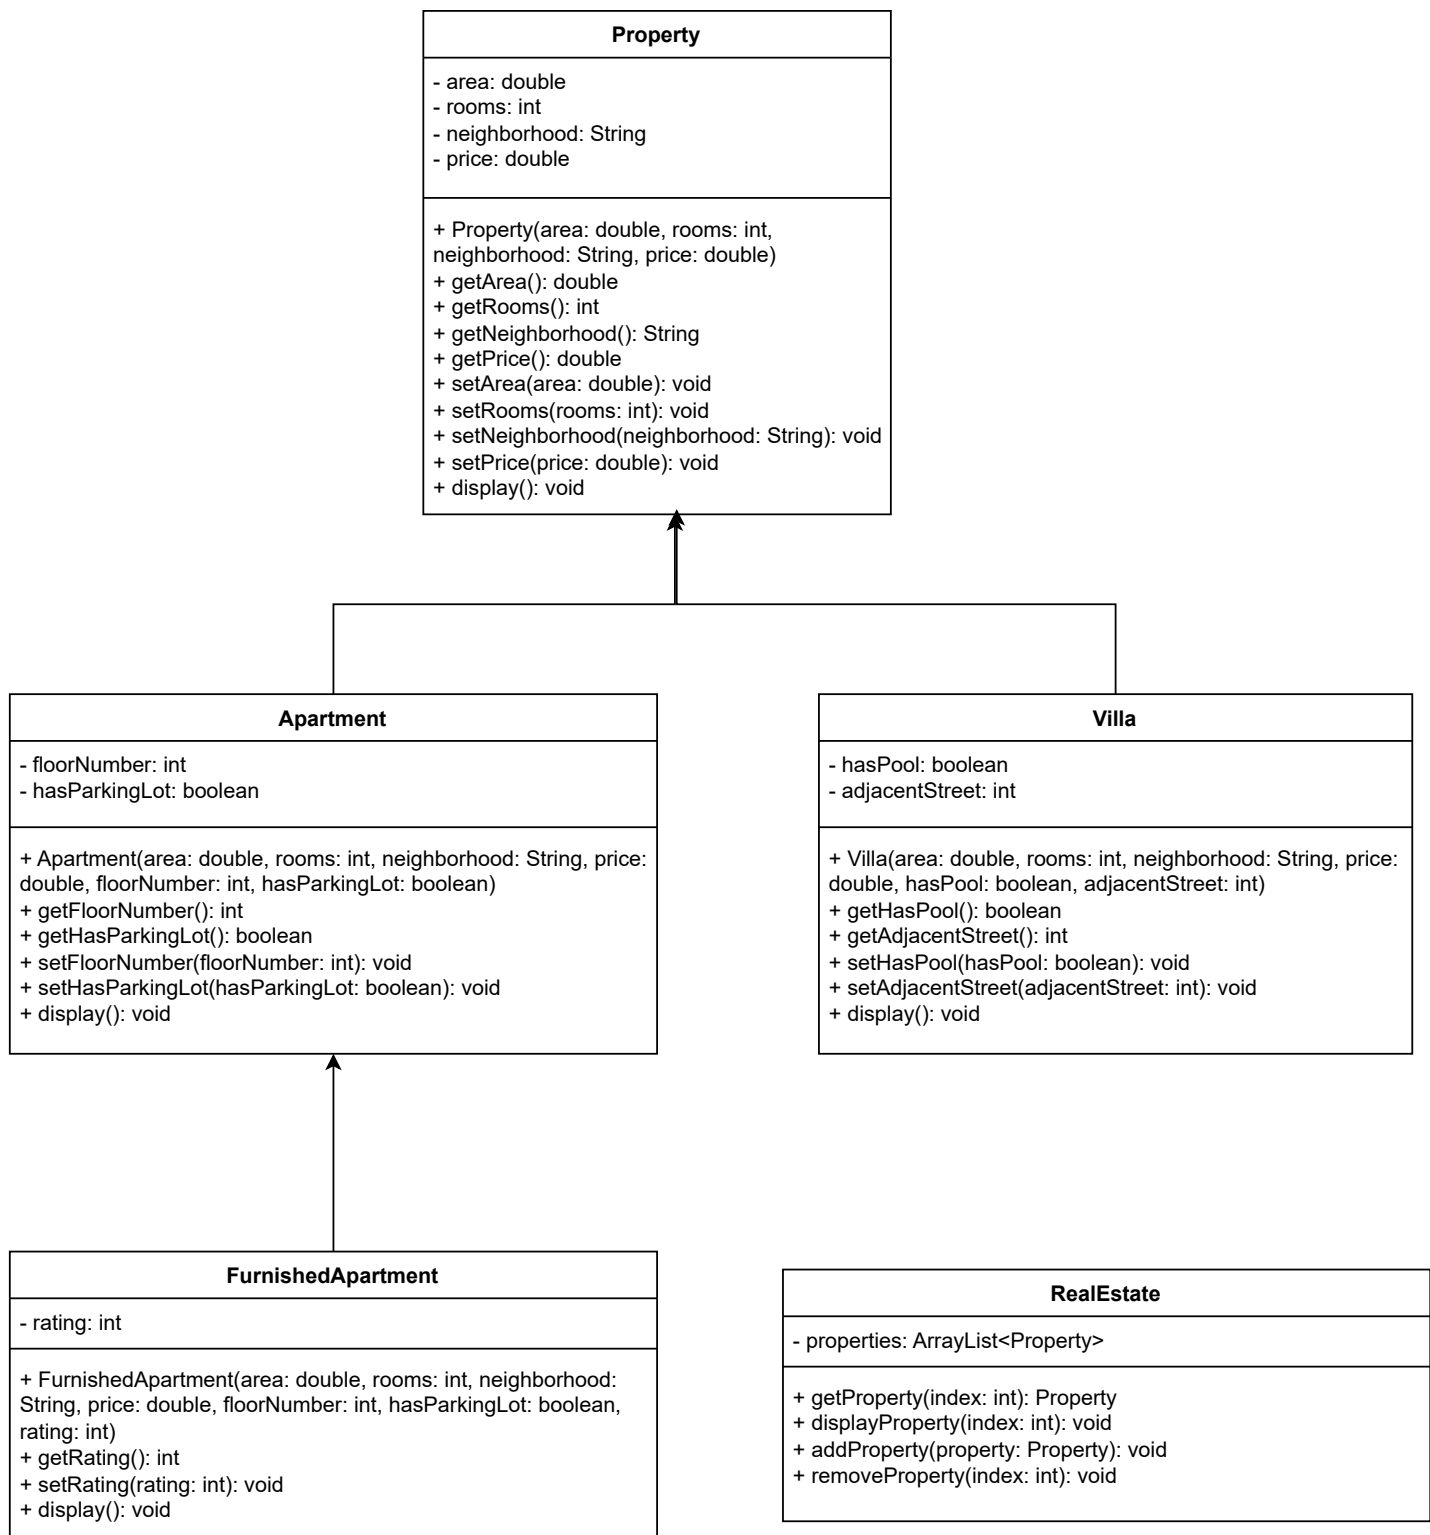 Property
- area: double
- rooms: int
- neighborhood: String
- price: double
+ Property(area: double, rooms: int,
neighborhood: String, price: double)
+ getArea(): double
+ getRooms(): int
+ getNeighborhood(): String
+ getPrice(): double
+ setArea(area: double): void
+ setRooms(rooms: int): void
+ setNeighborhood(neighborhood: String): void
+ setPrice(price: double): void
+ display(): void
Apartment
- floorNumber: int
- hasParkingLot: boolean
+ Apartment(area: double, rooms: int, neighborhood: String, price:
double, floorNumber: int, hasParkingLot: boolean)
+ getFloorNumber(): int
+ getHasParkingLot(): boolean
+ setFloorNumber(floorNumber: int): void
+ setHasParkingLot(hasParkingLot: boolean): void
+ display(): void
Villa
- hasPool: boolean
- adjacentStreet: int
+ Villa(area: double, rooms: int, neighborhood: String, price:
double, hasPool: boolean, adjacentStreet: int)
+ getHasPool(): boolean
+ getAdjacentStreet(): int
+ setHasPool(hasPool: boolean): void
+ setAdjacentStreet(adjacentStreet: int): void
+ display(): void
FurnishedApartment
- rating: int
+ FurnishedApartment(area: double, rooms: int, neighborhood:
String, price: double, floorNumber: int, hasParkingLot: boolean,
rating: int)
+ getRating(): int
+ setRating(rating: int): void
+ display(): void
RealEstate
- properties: ArrayList<Property>
+ getProperty(index: int): Property
+ displayProperty(index: int): void
+ addProperty(property: Property): void
+ removeProperty(index: int): void